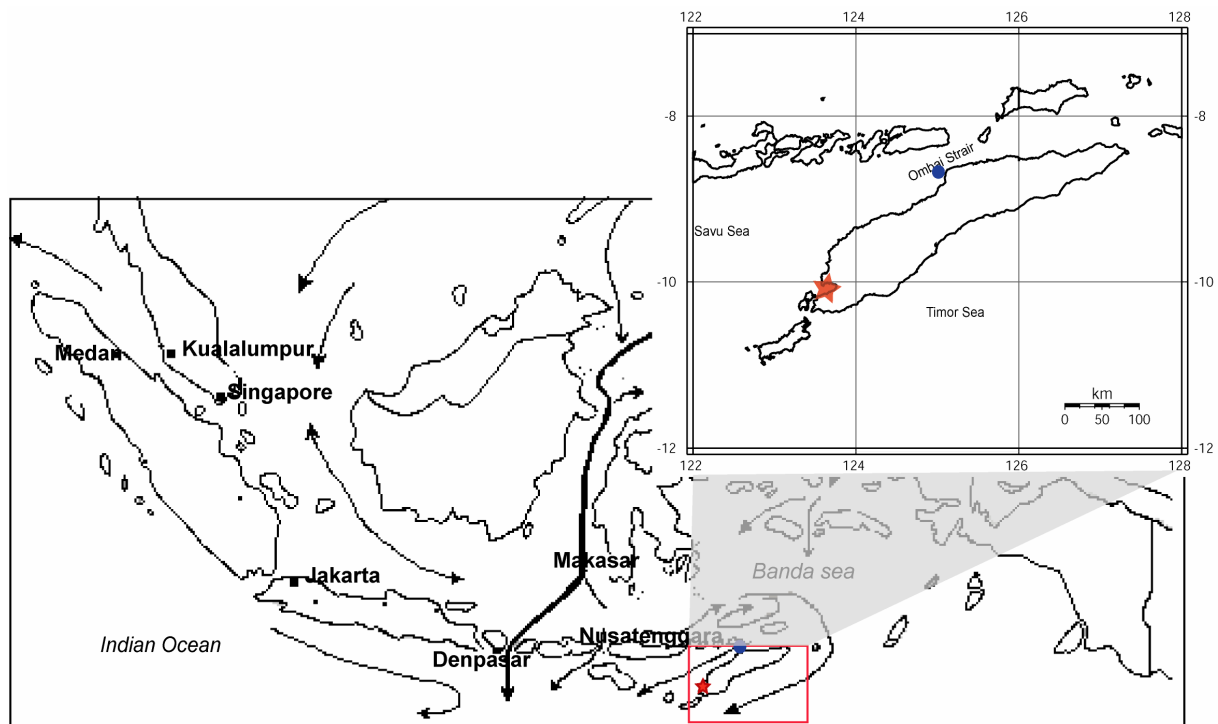 122
124
126
128
-8
-8
Ombai Strair
Savu Sea
-10
-10
Timor Sea
km
0 50 100
-12
-12
122
124
126
128
Medan
Kualalumpur
Singapore
Makasar
Banda sea
Jakarta
Nusatenggara
Indian Ocean
Denpasar